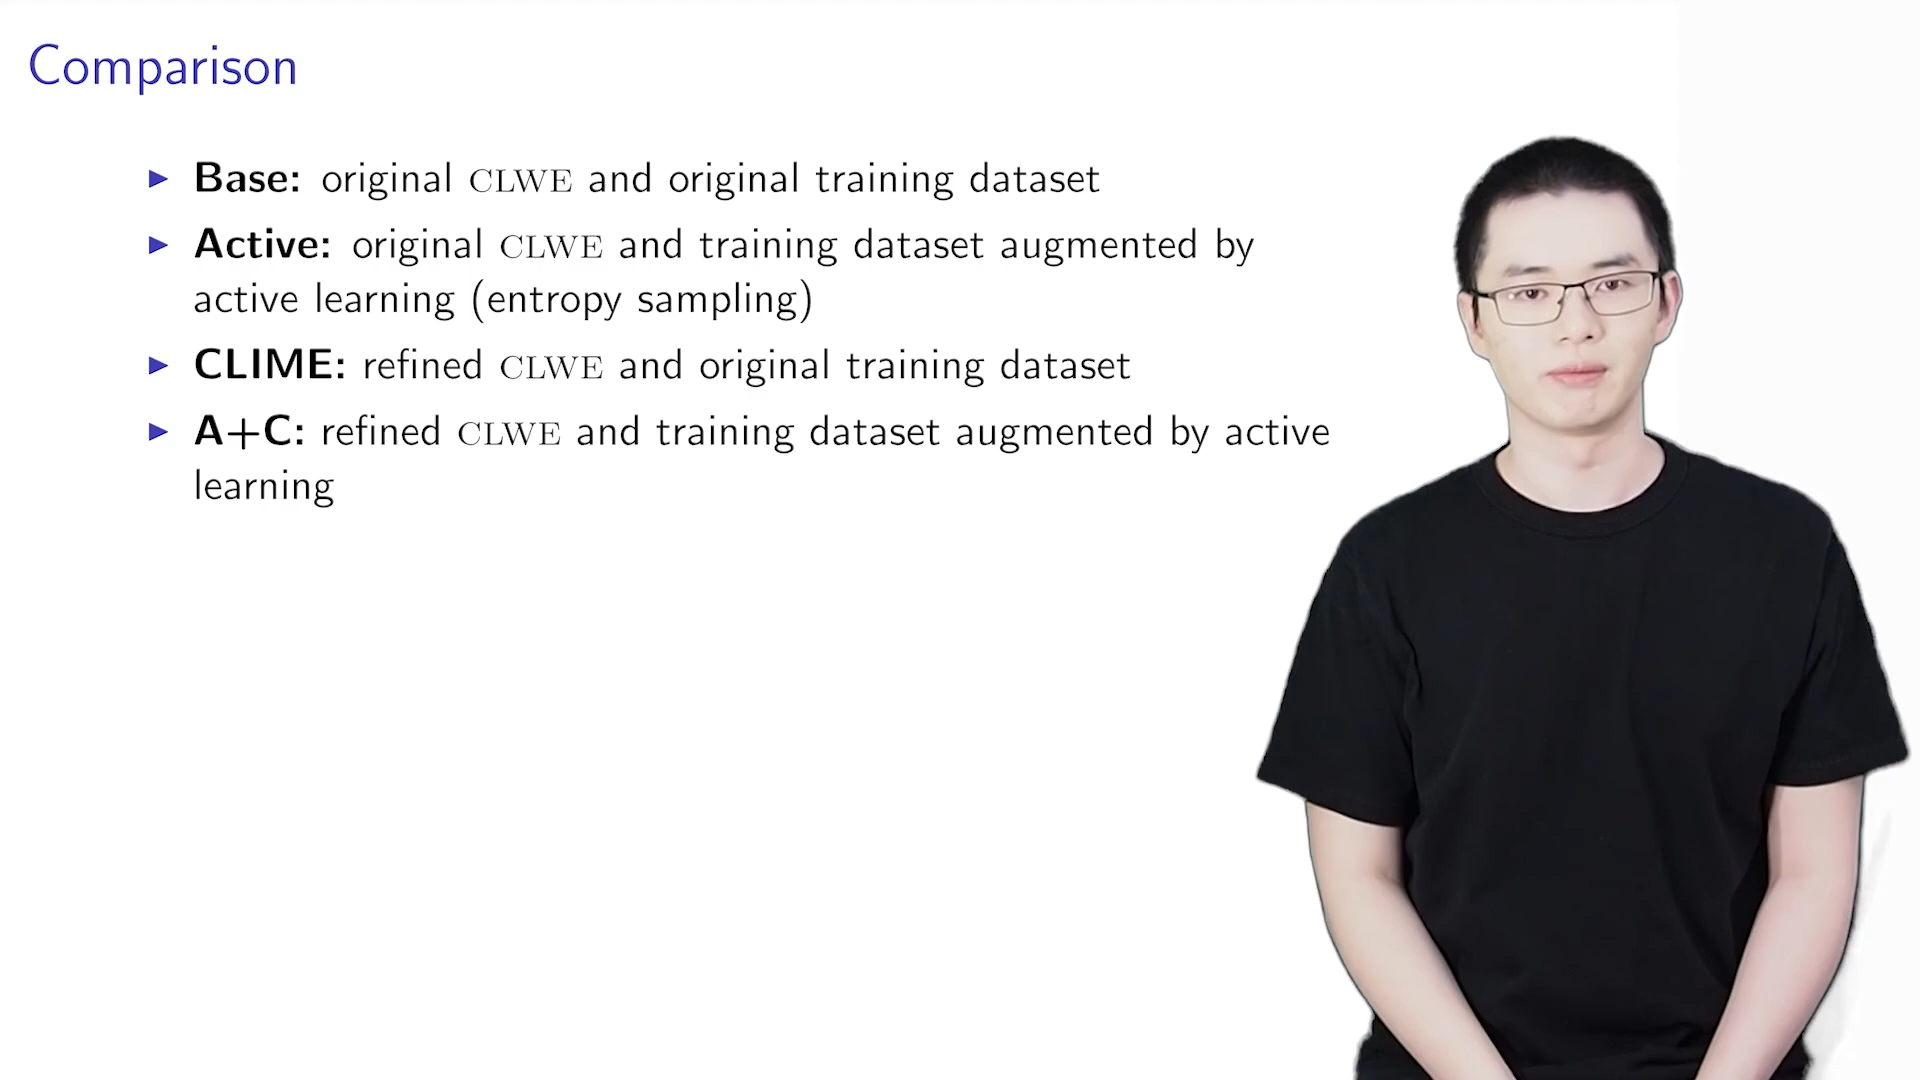 Comparison
▶ Base: original CLWE and original training dataset
▶ Active: original CLWE and training dataset augmented by
active learning (entropy sampling)
▶ CLIME: refined CLWE and original training dataset
▶ A+C: refined CLWE and training dataset augmented by active
learning